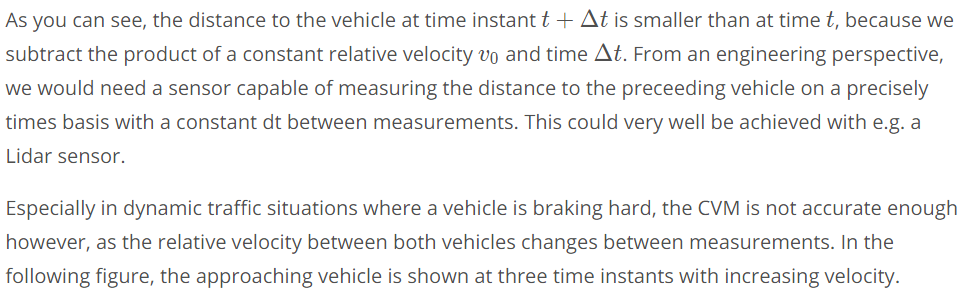 As you can see, the distance to the vehicle at time instant t + Δt is smaller than at time t, because we
subtract the product of a constant relative velocity v₀ and time Δt. From an engineering perspective,
we would need a sensor capable of measuring the distance to the preceeding vehicle on a precisely
times basis with a constant dt between measurements. This could very well be achieved with e.g. a
Lidar sensor.
Especially in dynamic traffic situations where a vehicle is braking hard, the CVM is not accurate enough
however, as the relative velocity between both vehicles changes between measurements. In the
following figure, the approaching vehicle is shown at three time instants with increasing velocity.